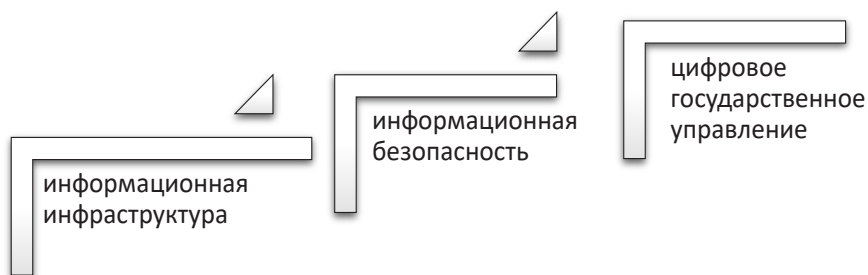 информационная
инфраструктура
информационная
безопасность
цифровое
государственное
управление